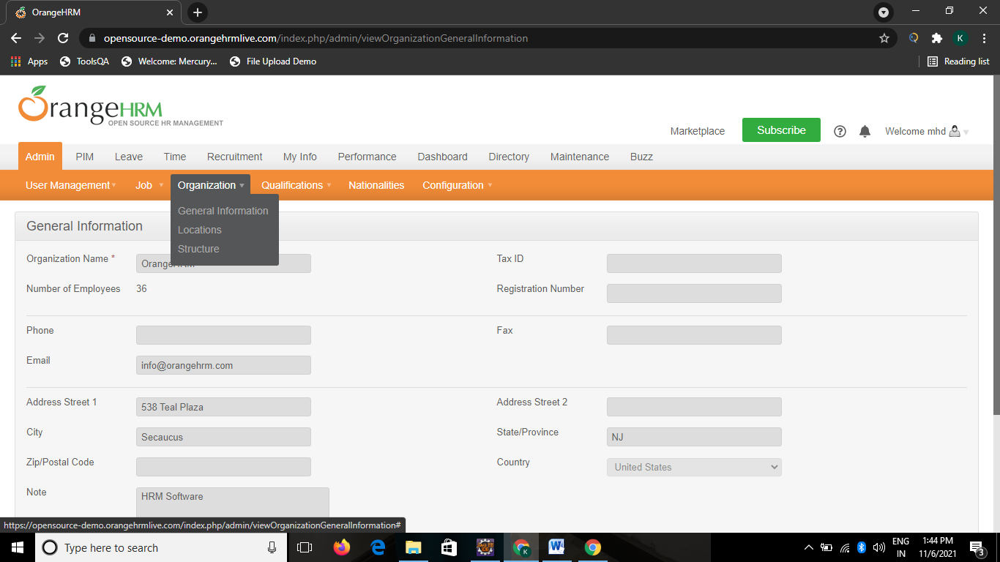 OrangeHRM
opensource-demo.orangehrmlive.com/index.php/admin/viewOrganizationGeneralInformation
K
Apps ToolsQA Welcome: Mercury... File Upload Demo Reading list
OrangeHRM
OPEN SOURCE HR MANAGEMENT
Marketplace Subscribe Welcome mhd
Admin PIM Leave Time Recruitment My Info Performance Dashboard Directory Maintenance Buzz
User Management Job Organization Qualifications Nationalities Configuration
General Information
Locations
Structure
General Information
Organization Name * OrangeHRM Tax ID
Number of Employees 36 Registration Number
Phone Fax
Email info@orangehrm.com
Address Street 1 538 Teal Plaza Address Street 2
City Secaucus State/Province NJ
Zip/Postal Code Country United States
Note HRM Software
https://opensource-demo.orangehrmlive.com/index.php/admin/viewOrganizationGeneralInformation#
Type here to search
ENG
IN
1:44 PM
11/6/2021
3